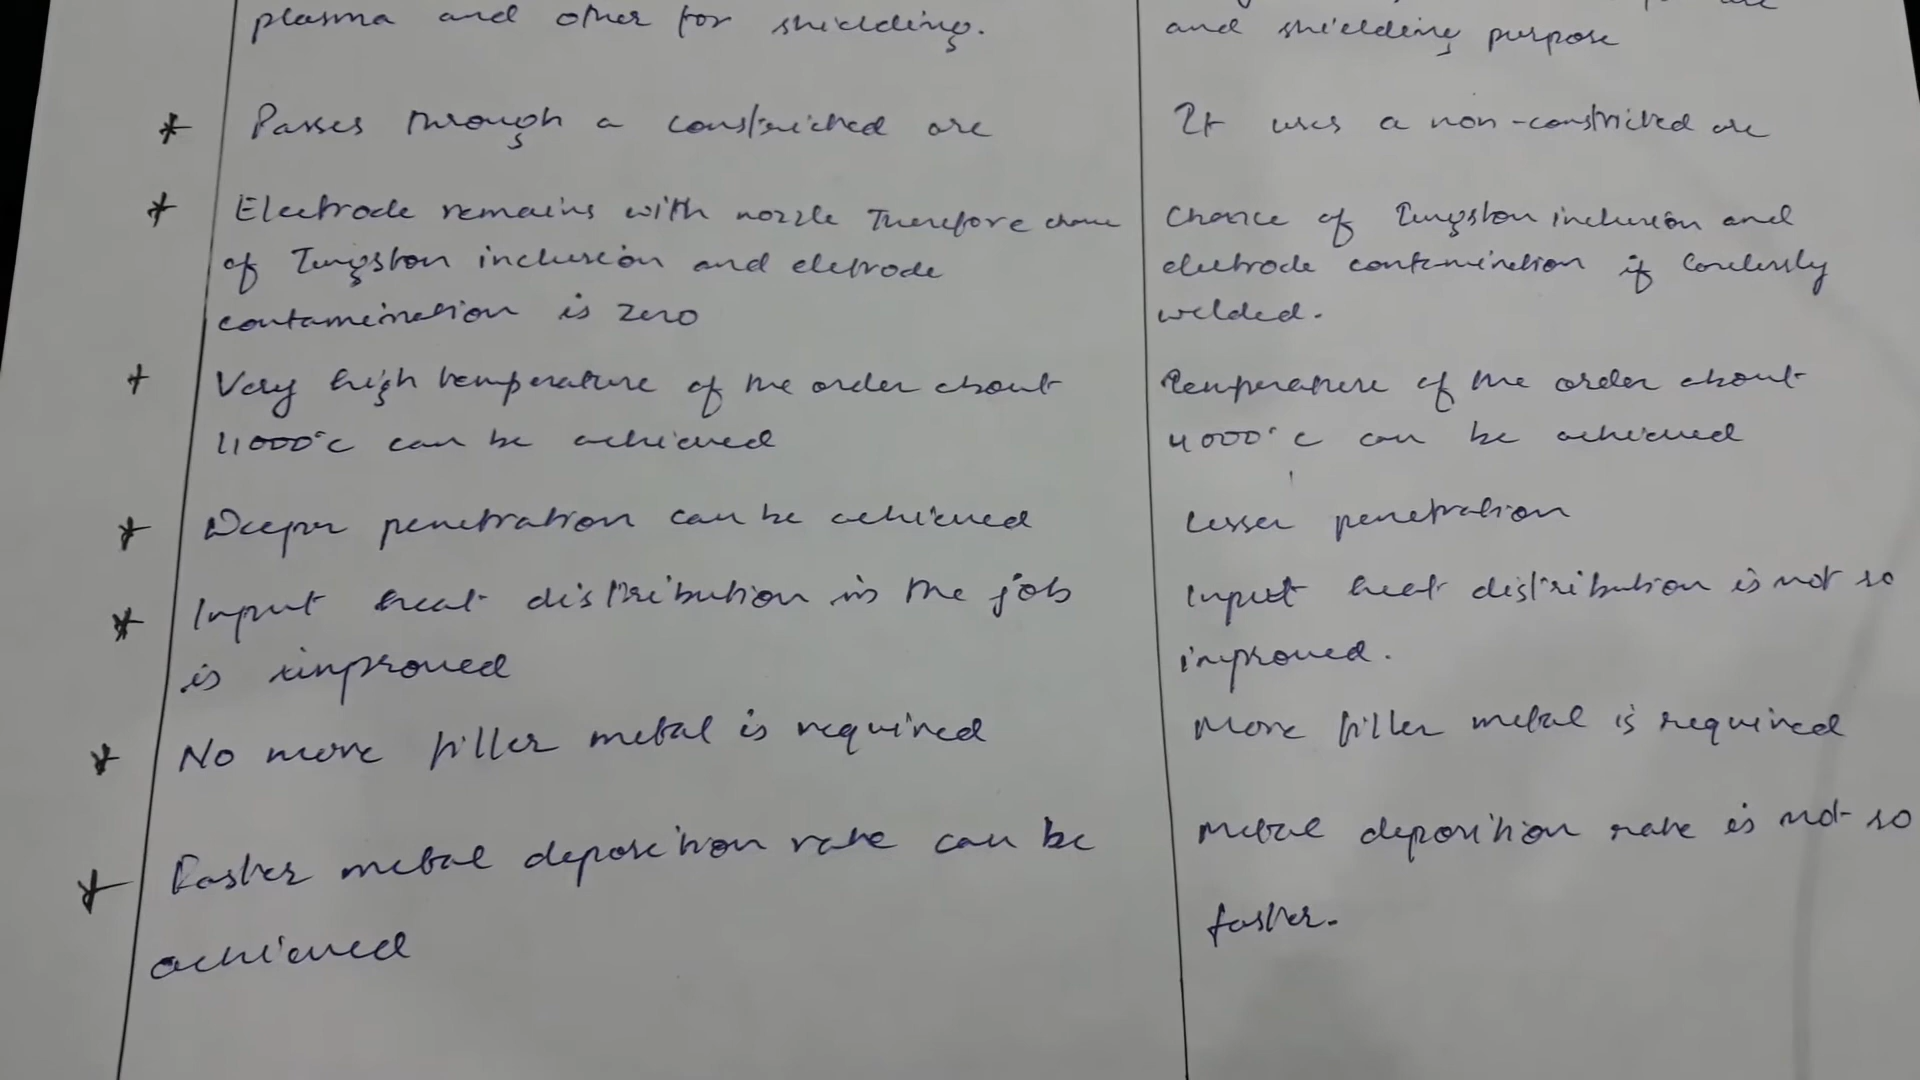 plasma and other for shielding.
and shielding purpose
* Passes through a constricted arc
It uses a non-constricted arc
* Electrode remains with nozzle Therefore chance
of Tungston inclusion and eletrode
contamination is zero
Chance of Tungston inclusion and
electrode contamination if Carelessly
welded.
+ Very high temperature of the order about
11000°c can be achieved
Temperature of the order about
4000°c can be achieved
* Deeper penetration can be achieved
Lesser penetration
* Input heat distribution in the job
is improved
Input heat distribution is not so
improved.
* No more filler metal is required
More filler metal is required
* Faster metal deposition rate can be
achieved
Metal deposition rate is not so
faster.